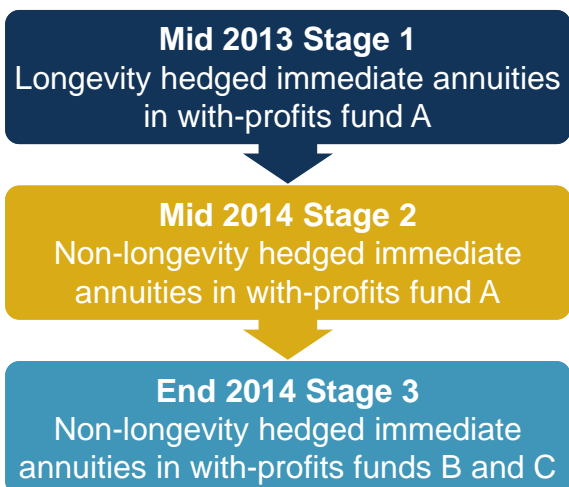 Mid 2013 Stage 1
Longevity hedged immediate annuities
in with-profits fund A
Mid 2014 Stage 2
Non-longevity hedged immediate
annuities in with-profits fund A
End 2014 Stage 3
Non-longevity hedged immediate
annuities in with-profits funds B and C